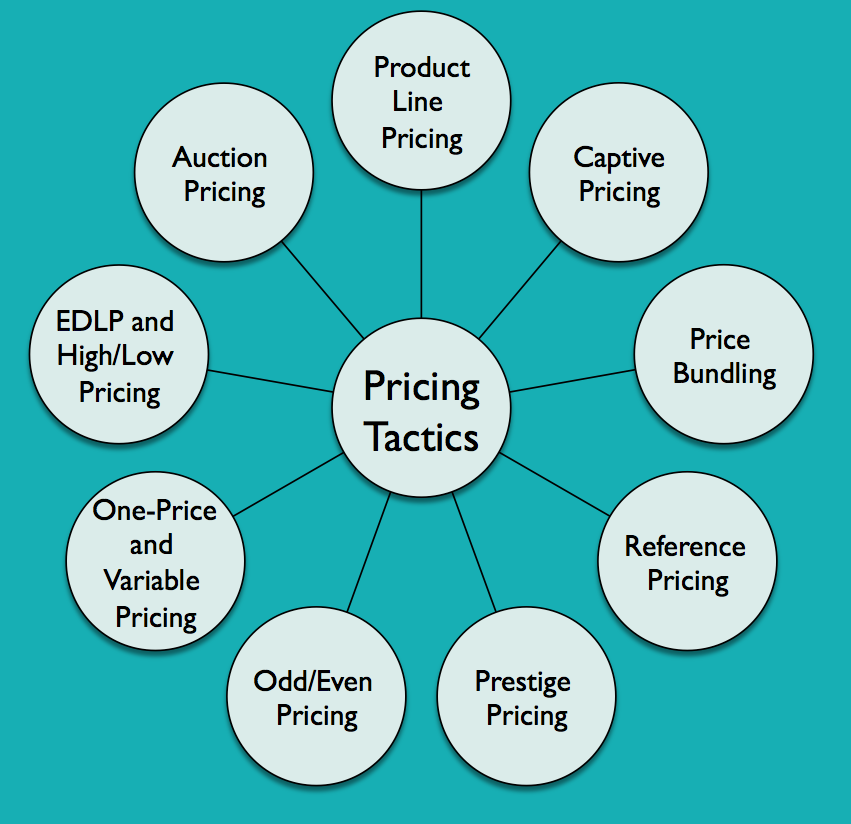 Product
Line
Pricing
Auction
Pricing
Captive
Pricing
EDLP and
High/Low
Pricing
Price
Bundling
Pricing
Tactics
One-Price
and
Variable
Pricing
Reference
Pricing
Odd/Even
Pricing
Prestige
Pricing